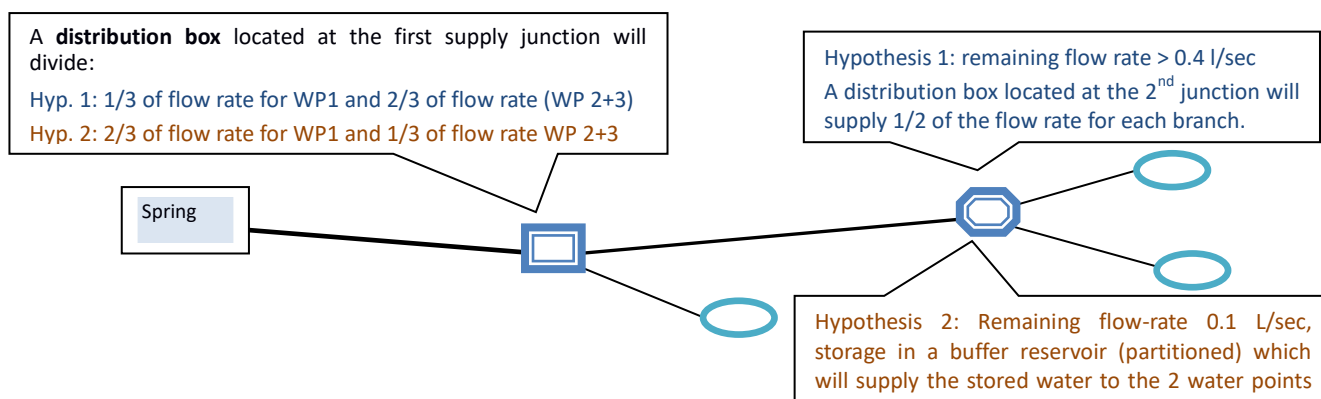 A distribution box located at the first supply junction will
divide:
Hyp. 1: 1/3 of flow rate for WP1 and 2/3 of flow rate (WP 2+3)
Hyp. 2: 2/3 of flow rate for WP1 and 1/3 of flow rate WP 2+3
Hypothesis 1: remaining flow rate > 0.4 l/sec
A distribution box located at the 2nd junction will
supply 1/2 of the flow rate for each branch.
Spring
Hypothesis 2: Remaining flow-rate 0.1 L/sec,
storage in a buffer reservoir (partitioned) which
will supply the stored water to the 2 water points